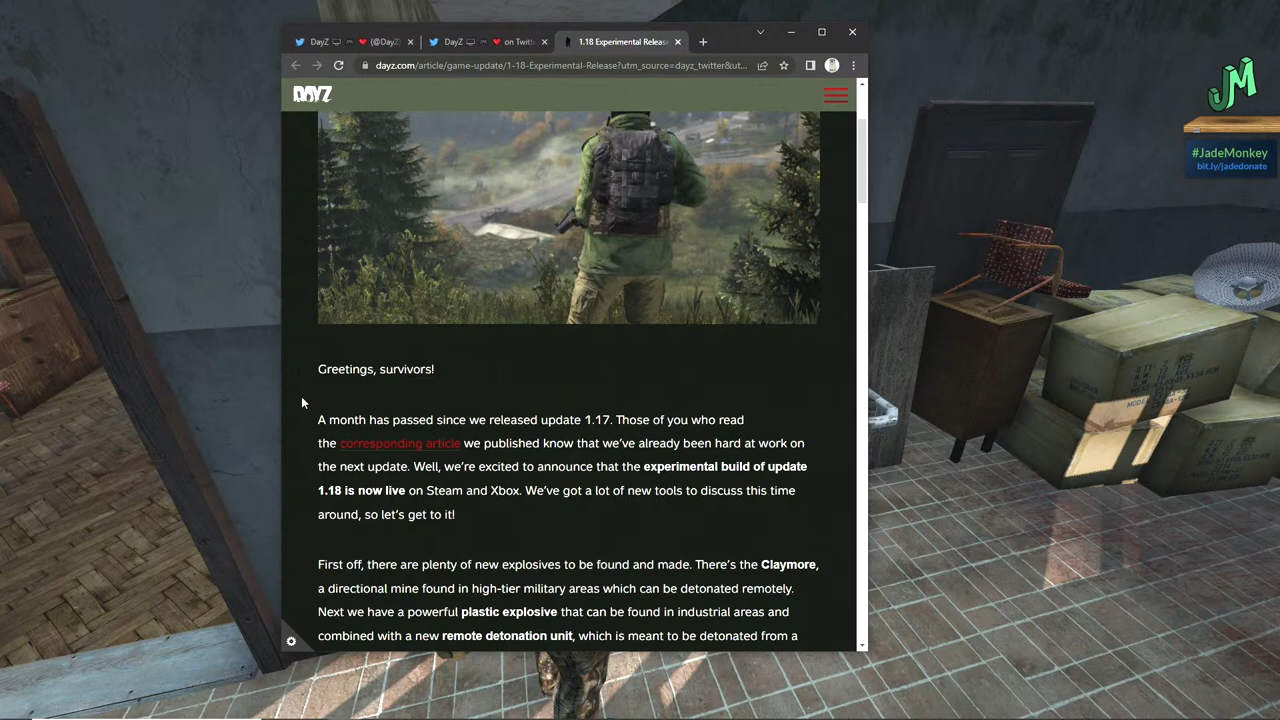 DayZ 🖵 🎮 ❤️ (@DayZ)
DayZ 🖵 🎮 ❤️ on Twitt
1.18 Experimental Release
dayz.com/article/game-update/1-18-Experimental-Release?utm_source=dayz_twitter&ut...
DAYZ
JM
#JadeMonkey
bit.ly/jadedonate
Greetings, survivors!
A month has passed since we released update 1.17. Those of you who read
the corresponding article we published know that we’ve already been hard at work on
the next update. Well, we’re excited to announce that the experimental build of update
1.18 is now live on Steam and Xbox. We’ve got a lot of new tools to discuss this time
around, so let’s get to it!
First off, there are plenty of new explosives to be found and made. There’s the Claymore,
a directional mine found in high-tier military areas which can be detonated remotely.
Next we have a powerful plastic explosive that can be found in industrial areas and
combined with a new remote detonation unit, which is meant to be detonated from a